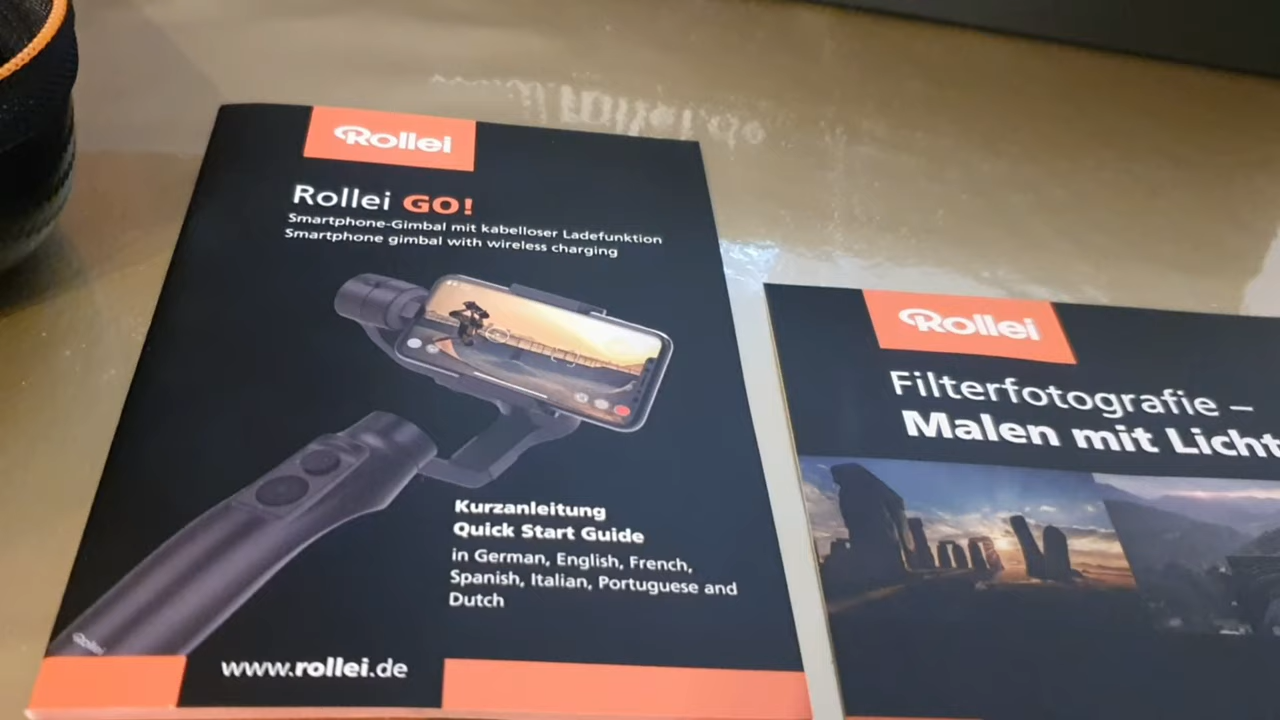 Rollei
Rollei GO!
Smartphone-Gimbal mit kabelloser Ladefunktion
Smartphone gimbal with wireless charging
Kurzanleitung
Quick Start Guide
in German, English, French,
Spanish, Italian, Portuguese and
Dutch
Rollei
www.rollei.de
Rollei
Filterfotografie –
Malen mit Licht